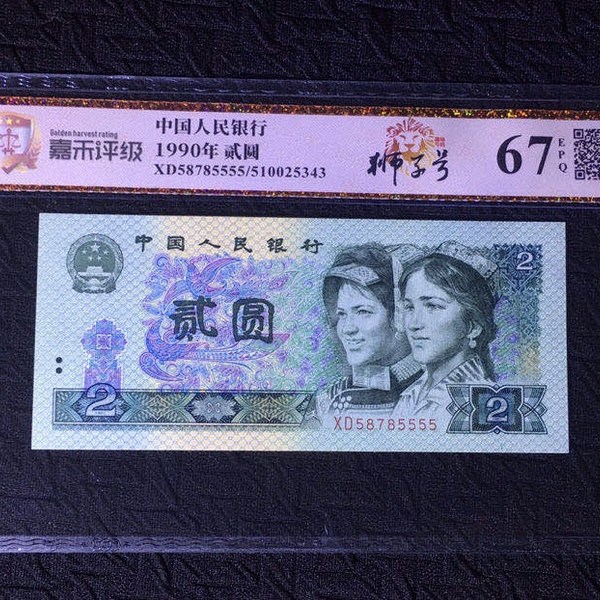 Golden harvest rating
嘉禾评级
中国人民银行
1990年 贰圆
XD58785555/510025343
狮子号
67
EPQ
中国人民银行
2
贰圆
2
2
XD58785555